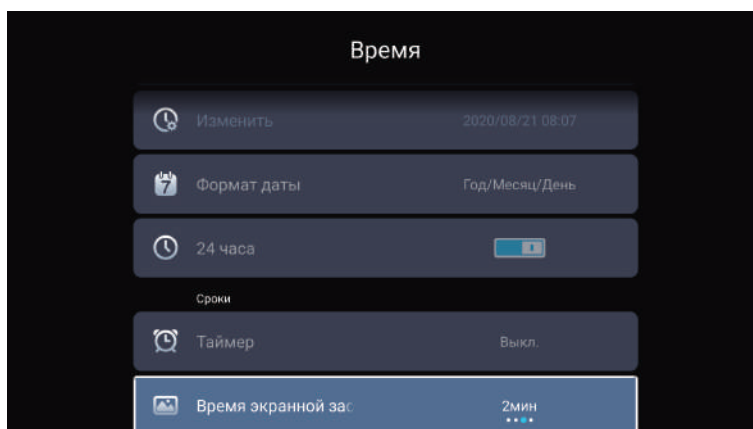 Время
Изменить 2020/08/21 08:07
Формат даты Год/Месяц/День
24 часа
Сроки
Таймер Выкл.
Время экранной зас 2мин